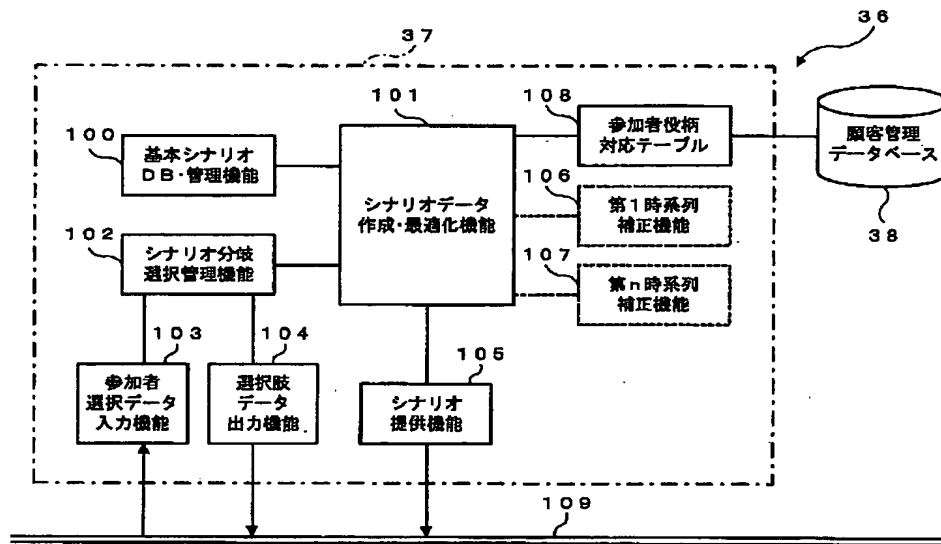 36
37
101
108
100
参加者役柄
対応テーブル
顧客管理
データベース
基本シナリオ
DB・管理機能
106
シナリオデータ
作成・最適化機能
第1時系列
補正機能
38
102
シナリオ分岐
選択管理機能
107
第n時系列
補正機能
103
104
105
参加者
選択データ
入力機能
選択肢
データ
出力機能
シナリオ
提供機能
109